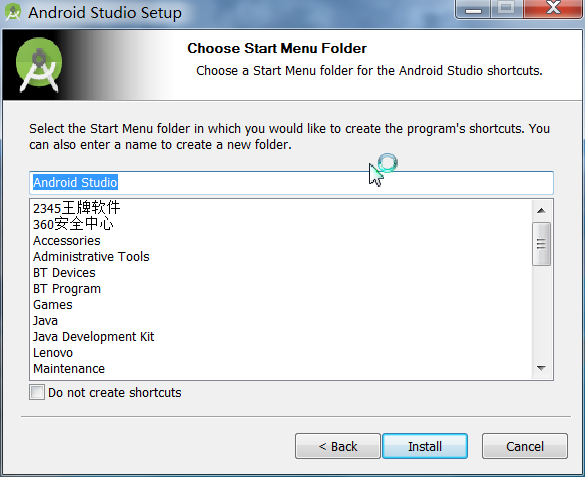 Android Studio Setup
Choose Start Menu Folder
Choose a Start Menu folder for the Android Studio shortcuts.
Select the Start Menu folder in which you would like to create the program's shortcuts. You
can also enter a name to create a new folder.
Android Studio
2345王牌软件
360安全中心
Accessories
Administrative Tools
BT Devices
BT Program
Games
Java
Java Development Kit
Lenovo
Maintenance
Do not create shortcuts
< Back
Install
Cancel